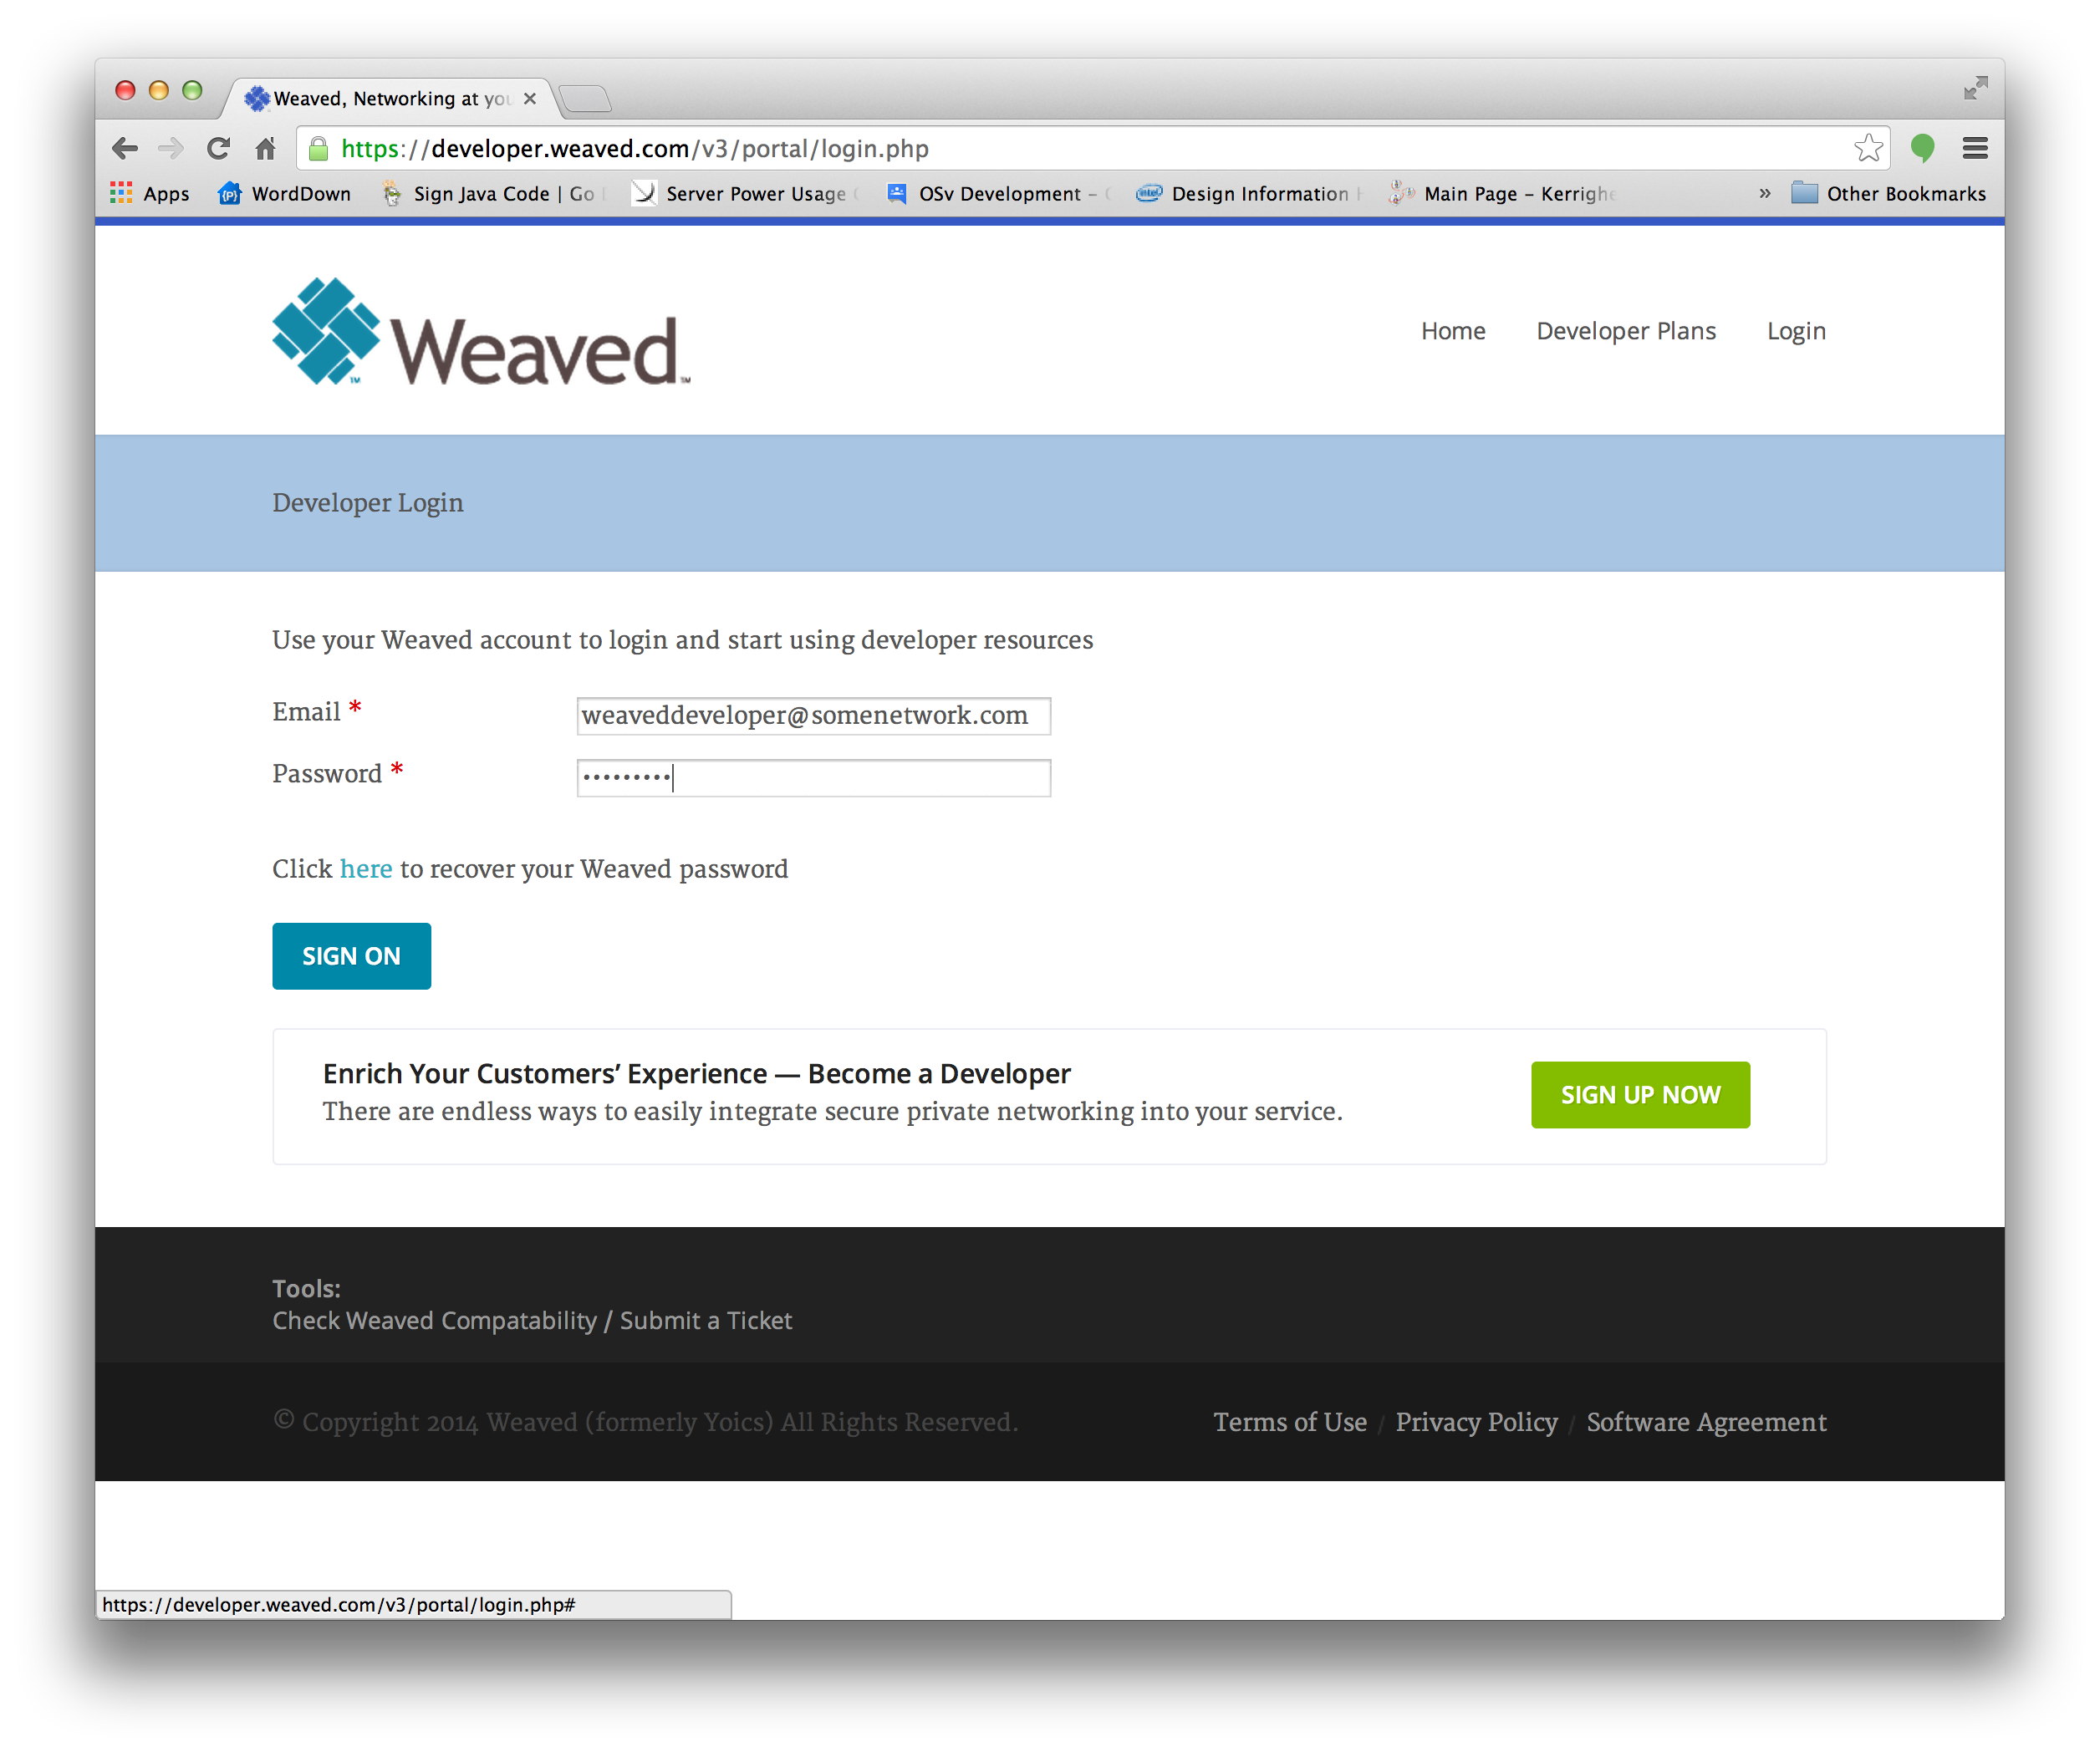 Weaved, Networking at you
https://developer.weaved.com/v3/portal/login.php
Apps WordDown Sign Java Code | Go Server Power Usage OSv Development – Design Information Main Page – Kerrighe » Other Bookmarks
Weaved™
Home Developer Plans Login
Developer Login
Use your Weaved account to login and start using developer resources
Email * weaveddeveloper@somenetwork.com
Password * •••••••••
Click here to recover your Weaved password
SIGN ON
Enrich Your Customers’ Experience — Become a Developer
There are endless ways to easily integrate secure private networking into your service.
SIGN UP NOW
Tools:
Check Weaved Compatability / Submit a Ticket
© Copyright 2014 Weaved (formerly Yoics) All Rights Reserved.
Terms of Use / Privacy Policy / Software Agreement
https://developer.weaved.com/v3/portal/login.php#